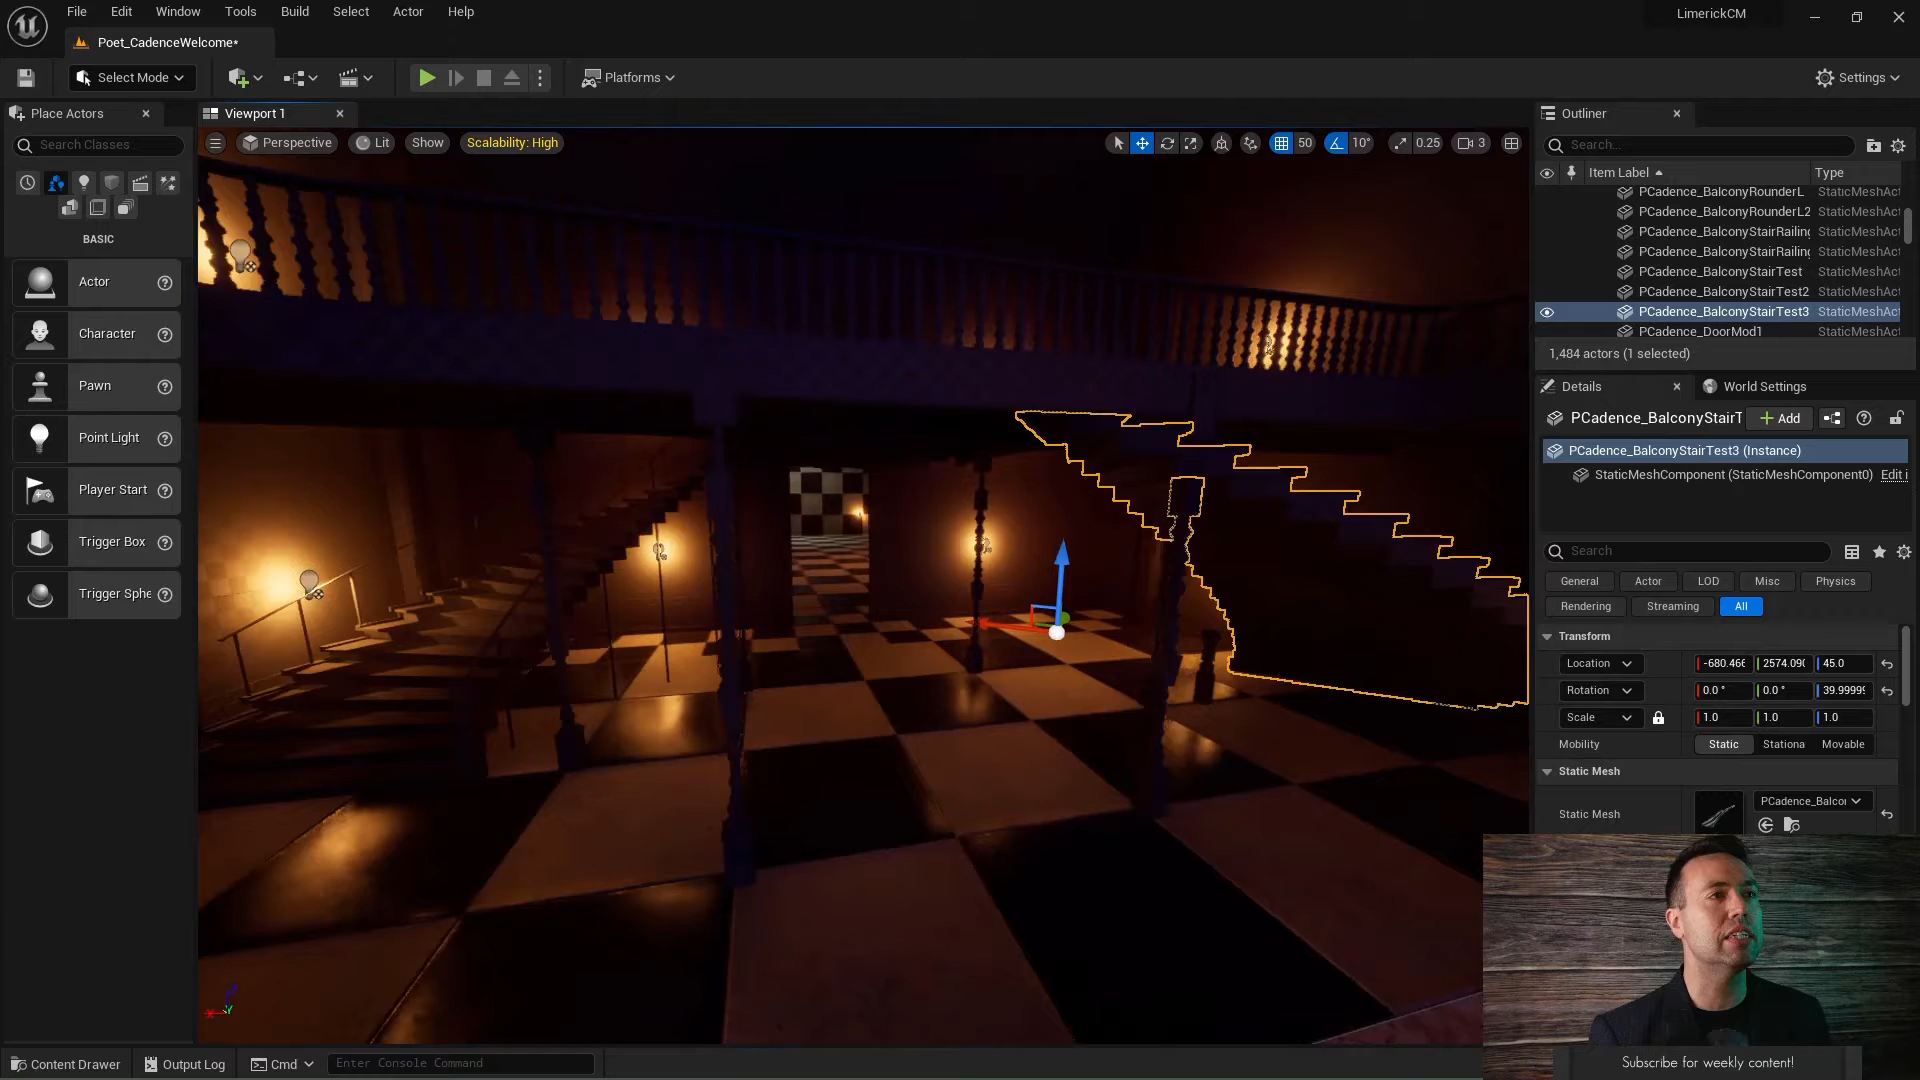 File Edit Window Tools Build Select Actor Help
LimerickCM
Poet_CadenceWelcome*
Select Mode
Platforms
Settings
Place Actors
Viewport 1
Outliner
Search Classes
Perspective
Lit
Show
Scalability: High
50
10°
0.25
3
Search...
Item Label
Type
PCadence_BalconyRounderL StaticMeshAct
PCadence_BalconyRounderL2 StaticMeshAct
PCadence_BalconyStairRailing StaticMeshAct
PCadence_BalconyStairRailing StaticMeshAct
PCadence_BalconyStairTest StaticMeshAct
PCadence_BalconyStairTest2 StaticMeshAct
PCadence_BalconyStairTest3 StaticMeshAct
PCadence_DoorMod1 StaticMeshAct
1,484 actors (1 selected)
BASIC
Actor
Character
Pawn
Point Light
Player Start
Trigger Box
Trigger Sphe
Details
World Settings
PCadence_BalconyStairT
Add
PCadence_BalconyStairTest3 (Instance)
StaticMeshComponent (StaticMeshComponent0) Edit i
Search
General Actor LOD Misc Physics
Rendering Streaming All
Transform
Location -680.466 2574.090 45.0
Rotation 0.0 ° 0.0 ° 39.99999
Scale 1.0 1.0 1.0
Mobility Static Stationa Movable
Static Mesh
Static Mesh PCadence_Balcon
Content Drawer
Output Log
Cmd
Enter Console Command
Subscribe for weekly content!